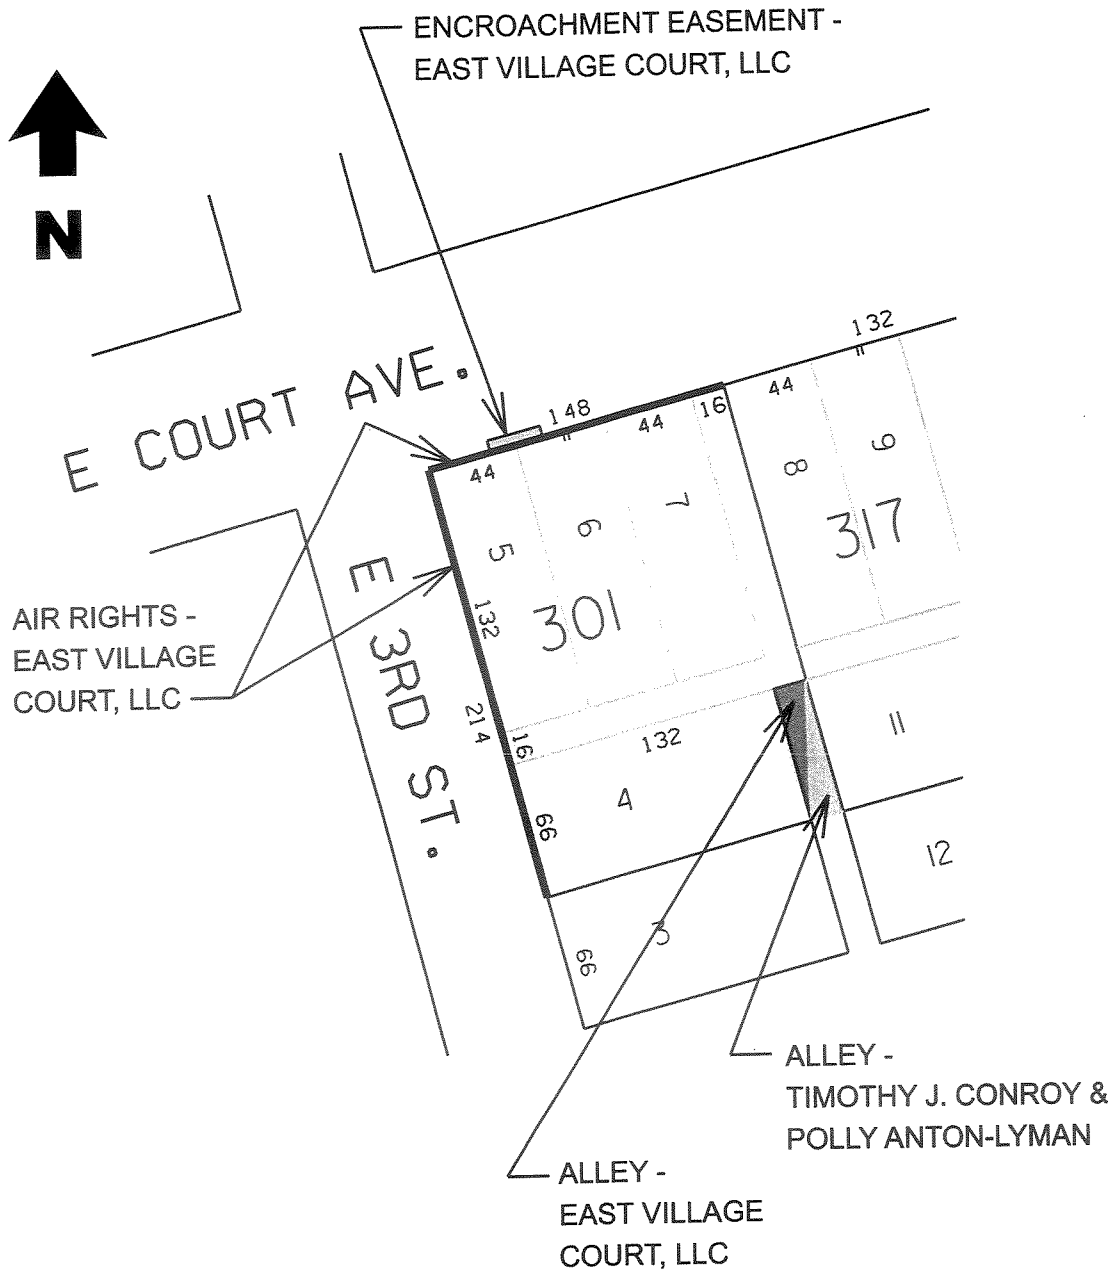 ENCROACHMENT EASEMENT -
EAST VILLAGE COURT, LLC
N
E COURT AVE.
132
44
148
44
16
44
8
9
317
7
6
5
301
E 3RD ST.
132
AIR RIGHTS -
EAST VILLAGE
COURT, LLC
214
16
132
11
4
66
12
3
66
ALLEY -
TIMOTHY J. CONROY &
POLLY ANTON-LYMAN
ALLEY -
EAST VILLAGE
COURT, LLC